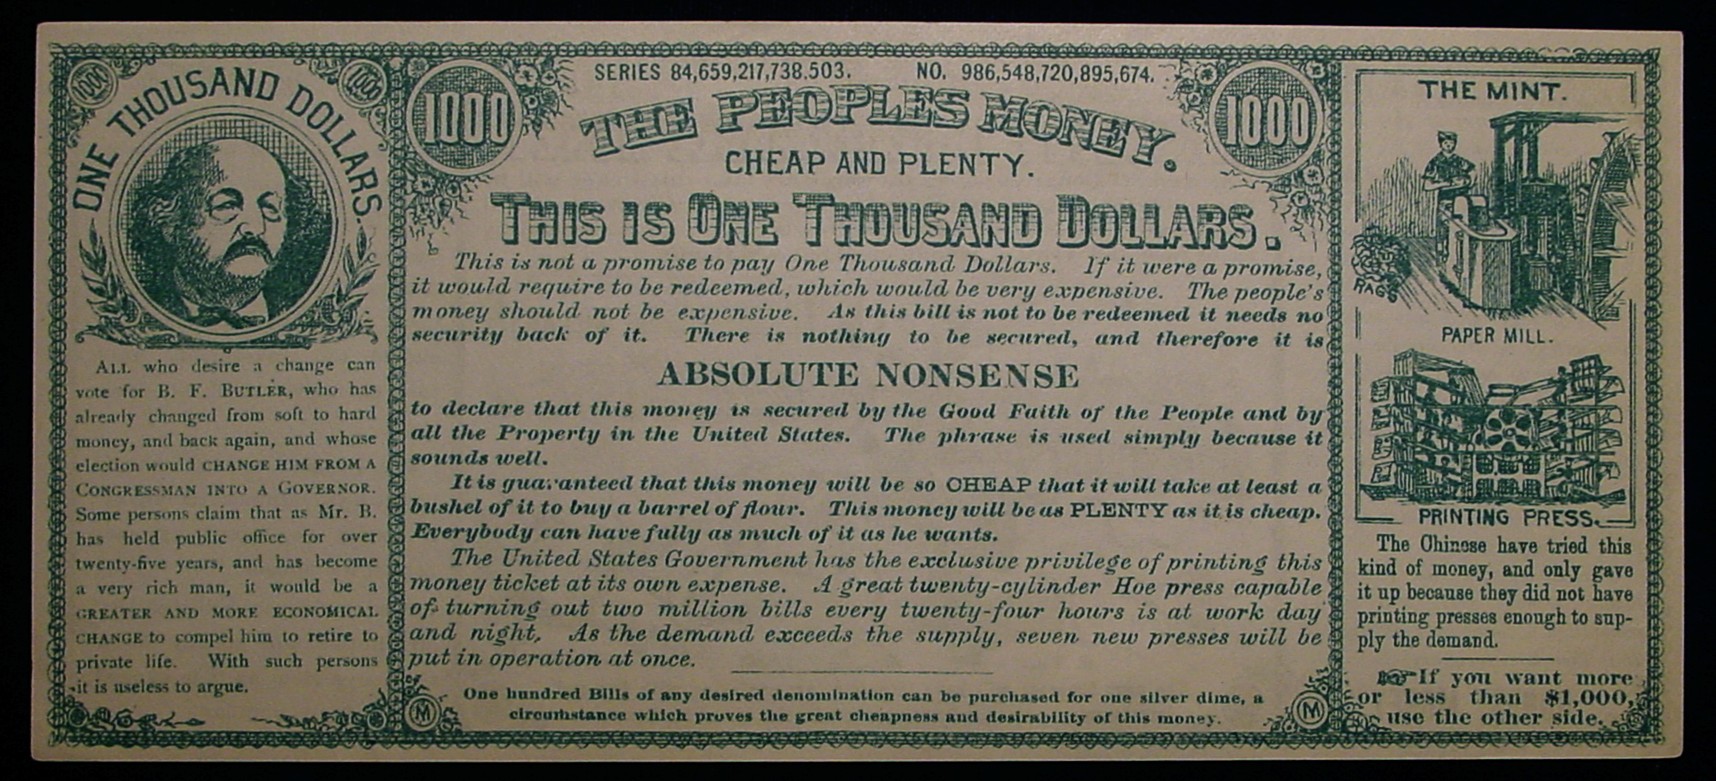 1000
1000
ONE THOUSAND DOLLARS.
ALL who desire a change can
vote for B. F. BUTLER, who has
already changed from soft to hard
money, and back again, and whose
election would CHANGE HIM FROM A
CONGRESSMAN INTO A GOVERNOR.
Some persons claim that as Mr. B.
has held public office for over
twenty-five years, and has become
a very rich man, it would be a
GREATER AND MORE ECONOMICAL
CHANGE to compel him to retire to
private life. With such persons
it is useless to argue.
SERIES 84,659,217,738.503. NO. 986,548,720,895,674.
1000
1000
THE PEOPLES MONEY.
CHEAP AND PLENTY.
THIS IS ONE THOUSAND DOLLARS.
This is not a promise to pay One Thousand Dollars. If it were a promise,
it would require to be redeemed, which would be very expensive. The people's
money should not be expensive. As this bill is not to be redeemed it needs no
security back of it. There is nothing to be secured, and therefore it is
ABSOLUTE NONSENSE
to declare that this money is secured by the Good Faith of the People and by
all the Property in the United States. The phrase is used simply because it
sounds well.
It is guaranteed that this money will be so CHEAP that it will take at least a
bushel of it to buy a barrel of flour. This money will be as PLENTY as it is cheap.
Everybody can have fully as much of it as he wants.
The United States Government has the exclusive privilege of printing this
money ticket at its own expense. A great twenty-cylinder Hoe press capable
of turning out two million bills every twenty-four hours is at work day
and night. As the demand exceeds the supply, seven new presses will be
put in operation at once.
One hundred Bills of any desired denomination can be purchased for one silver dime, a
circumstance which proves the great cheapness and desirability of this money.
M
M
THE MINT.
RAGS
PAPER MILL.
PRINTING PRESS.
The Chinese have tried this
kind of money, and only gave
it up because they did not have
printing presses enough to sup-
ply the demand.
☞If you want more
or less than $1,000,
use the other side.